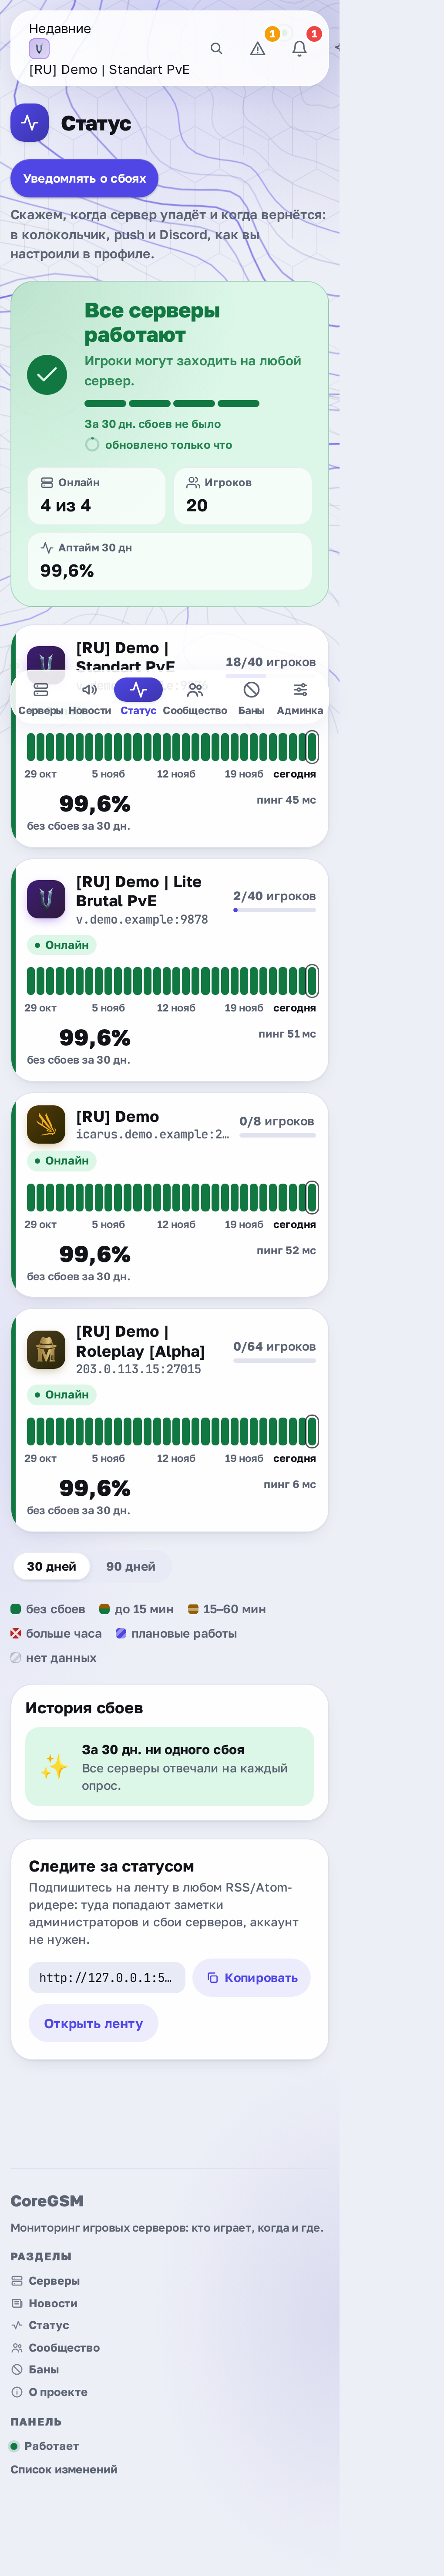 Недавние
[RU] Demo | Standart PvE
1
1
Статус
Уведомлять о сбоях
Скажем, когда сервер упадёт и когда вернётся:
в колокольчик, push и Discord, как вы
настроили в профиле.
Все серверы
работают
Игроки могут заходить на любой
сервер.
За 30 дн. сбоев не было
обновлено только что
Онлайн
4 из 4
Игроков
20
Аптайм 30 дн
99,6%
[RU] Demo |
Standart PvE
18/40 игроков
Серверы Новости Статус Сообщество Баны Админка
29 окт 5 нояб 12 нояб 19 нояб сегодня
99,6%
без сбоев за 30 дн.
пинг 45 мс
[RU] Demo | Lite
Brutal PvE
v.demo.example:9878
2/40 игроков
Онлайн
29 окт 5 нояб 12 нояб 19 нояб сегодня
99,6%
без сбоев за 30 дн.
пинг 51 мс
[RU] Demo
icarus.demo.example:2…
0/8 игроков
Онлайн
29 окт 5 нояб 12 нояб 19 нояб сегодня
99,6%
без сбоев за 30 дн.
пинг 52 мс
[RU] Demo |
Roleplay [Alpha]
203.0.113.15:27015
0/64 игроков
Онлайн
29 окт 5 нояб 12 нояб 19 нояб сегодня
99,6%
без сбоев за 30 дн.
пинг 6 мс
30 дней 90 дней
без сбоев до 15 мин 15–60 мин
больше часа плановые работы
нет данных
История сбоев
За 30 дн. ни одного сбоя
Все серверы отвечали на каждый
опрос.
Следите за статусом
Подпишитесь на ленту в любом RSS/Atom-
ридере: туда попадают заметки
администраторов и сбои серверов, аккаунт
не нужен.
http://127.0.0.1:5…
Копировать
Открыть ленту
CoreGSM
Мониторинг игровых серверов: кто играет, когда и где.
РАЗДЕЛЫ
Серверы
Новости
Статус
Сообщество
Баны
О проекте
ПАНЕЛЬ
Работает
Список изменений